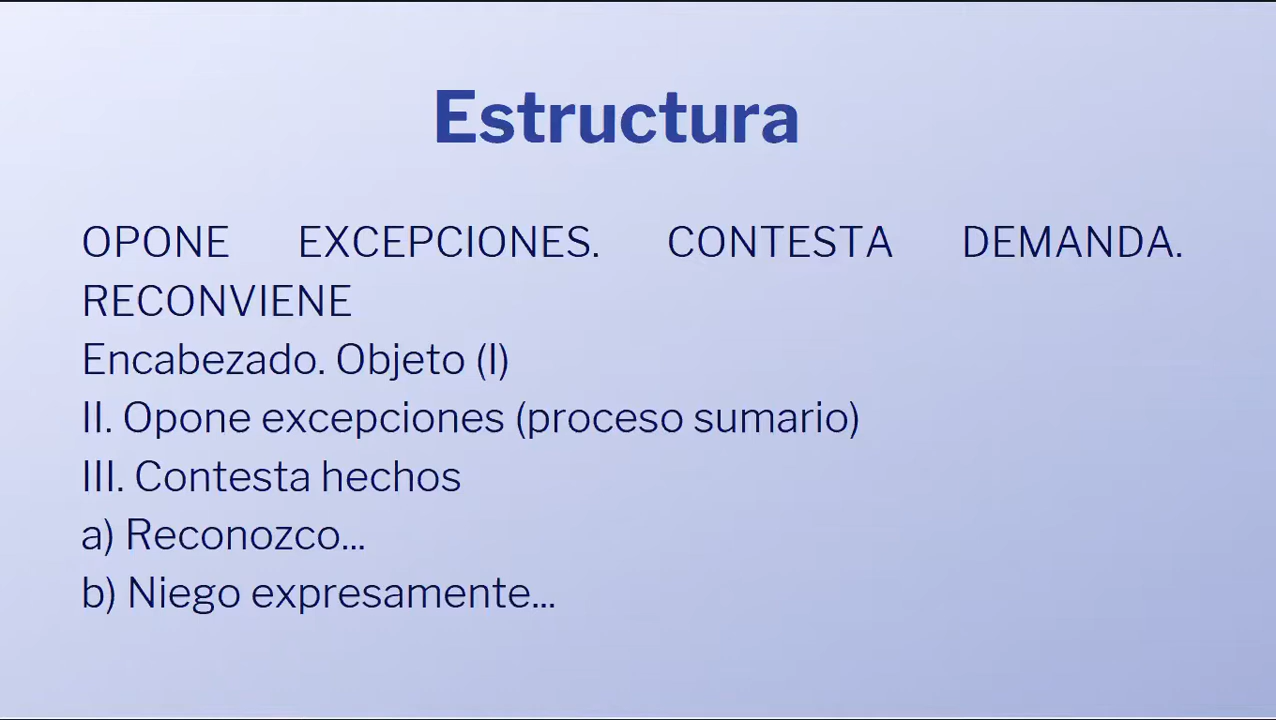 Estructura
OPONE EXCEPCIONES. CONTESTA DEMANDA.
RECONVIENE
Encabezado. Objeto (I)
II. Opone excepciones (proceso sumario)
III. Contesta hechos
a) Reconozco...
b) Niego expresamente...